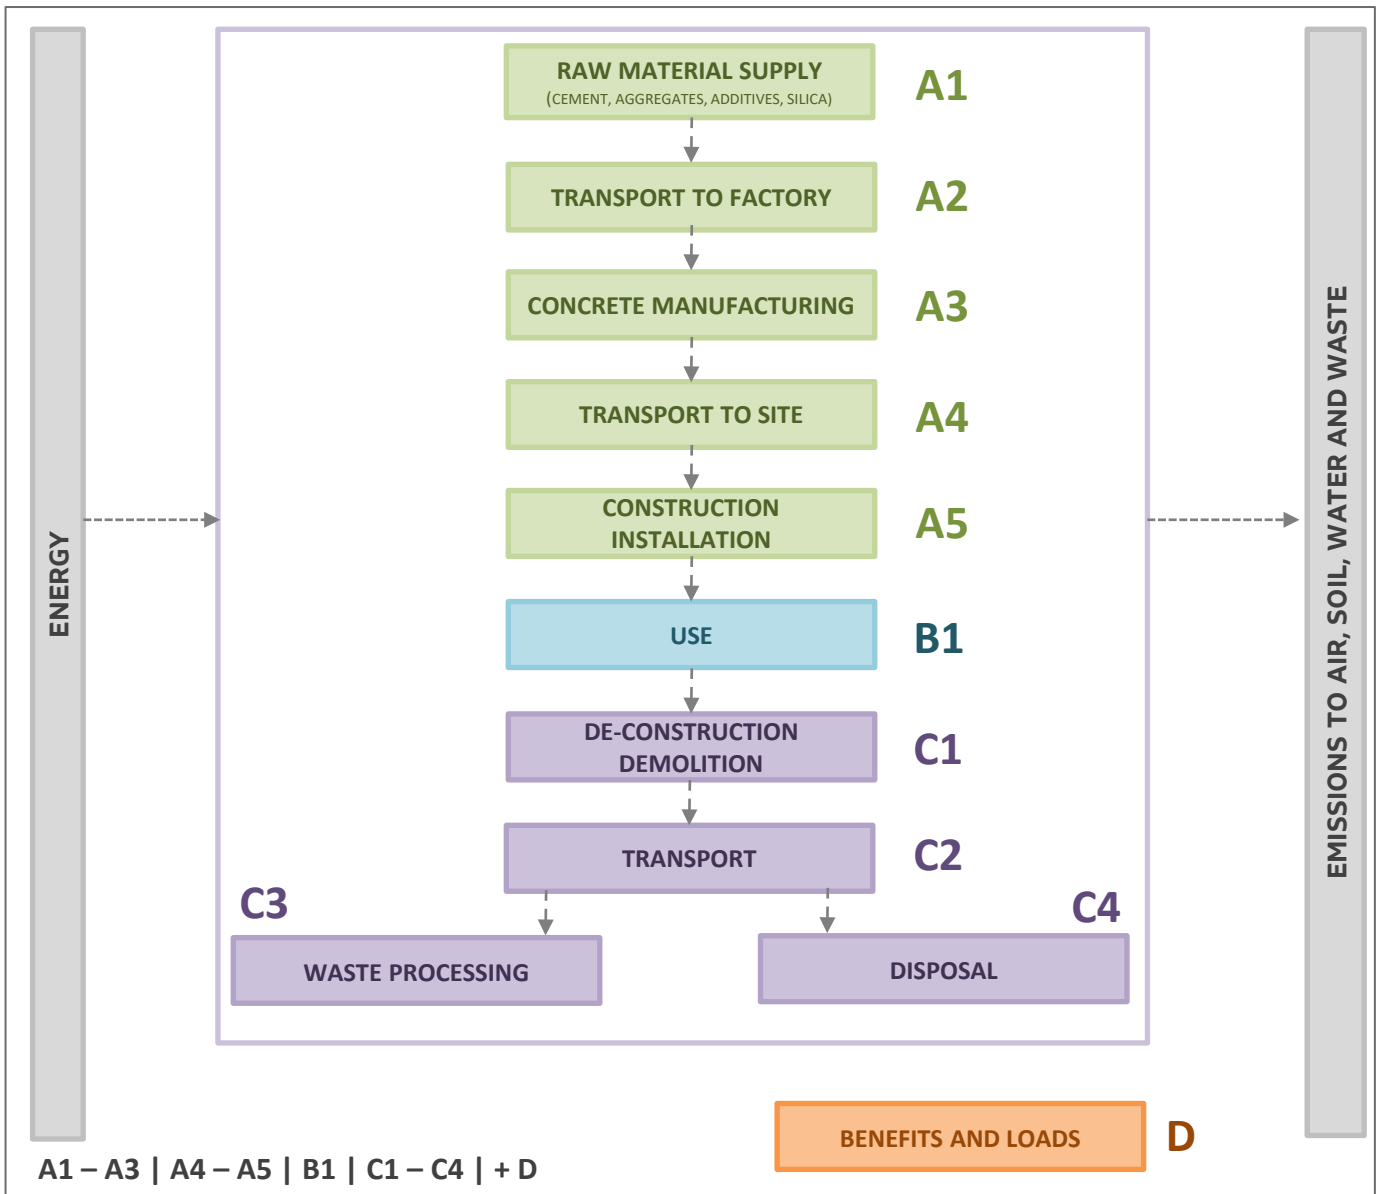 RAW MATERIAL SUPPLY
(CEMENT, AGGREGATES, ADDITIVES, SILICA)
A1
TRANSPORT TO FACTORY
A2
CONCRETE MANUFACTURING
A3
TRANSPORT TO SITE
A4
CONSTRUCTION
INSTALLATION
A5
ENERGY
EMISSIONS TO AIR, SOIL, WATER AND WASTE
USE
B1
DE-CONSTRUCTION
DEMOLITION
C1
TRANSPORT
C2
C3
WASTE PROCESSING
C4
DISPOSAL
BENEFITS AND LOADS
D
A1 – A3 | A4 – A5 | B1 | C1 – C4 | + D